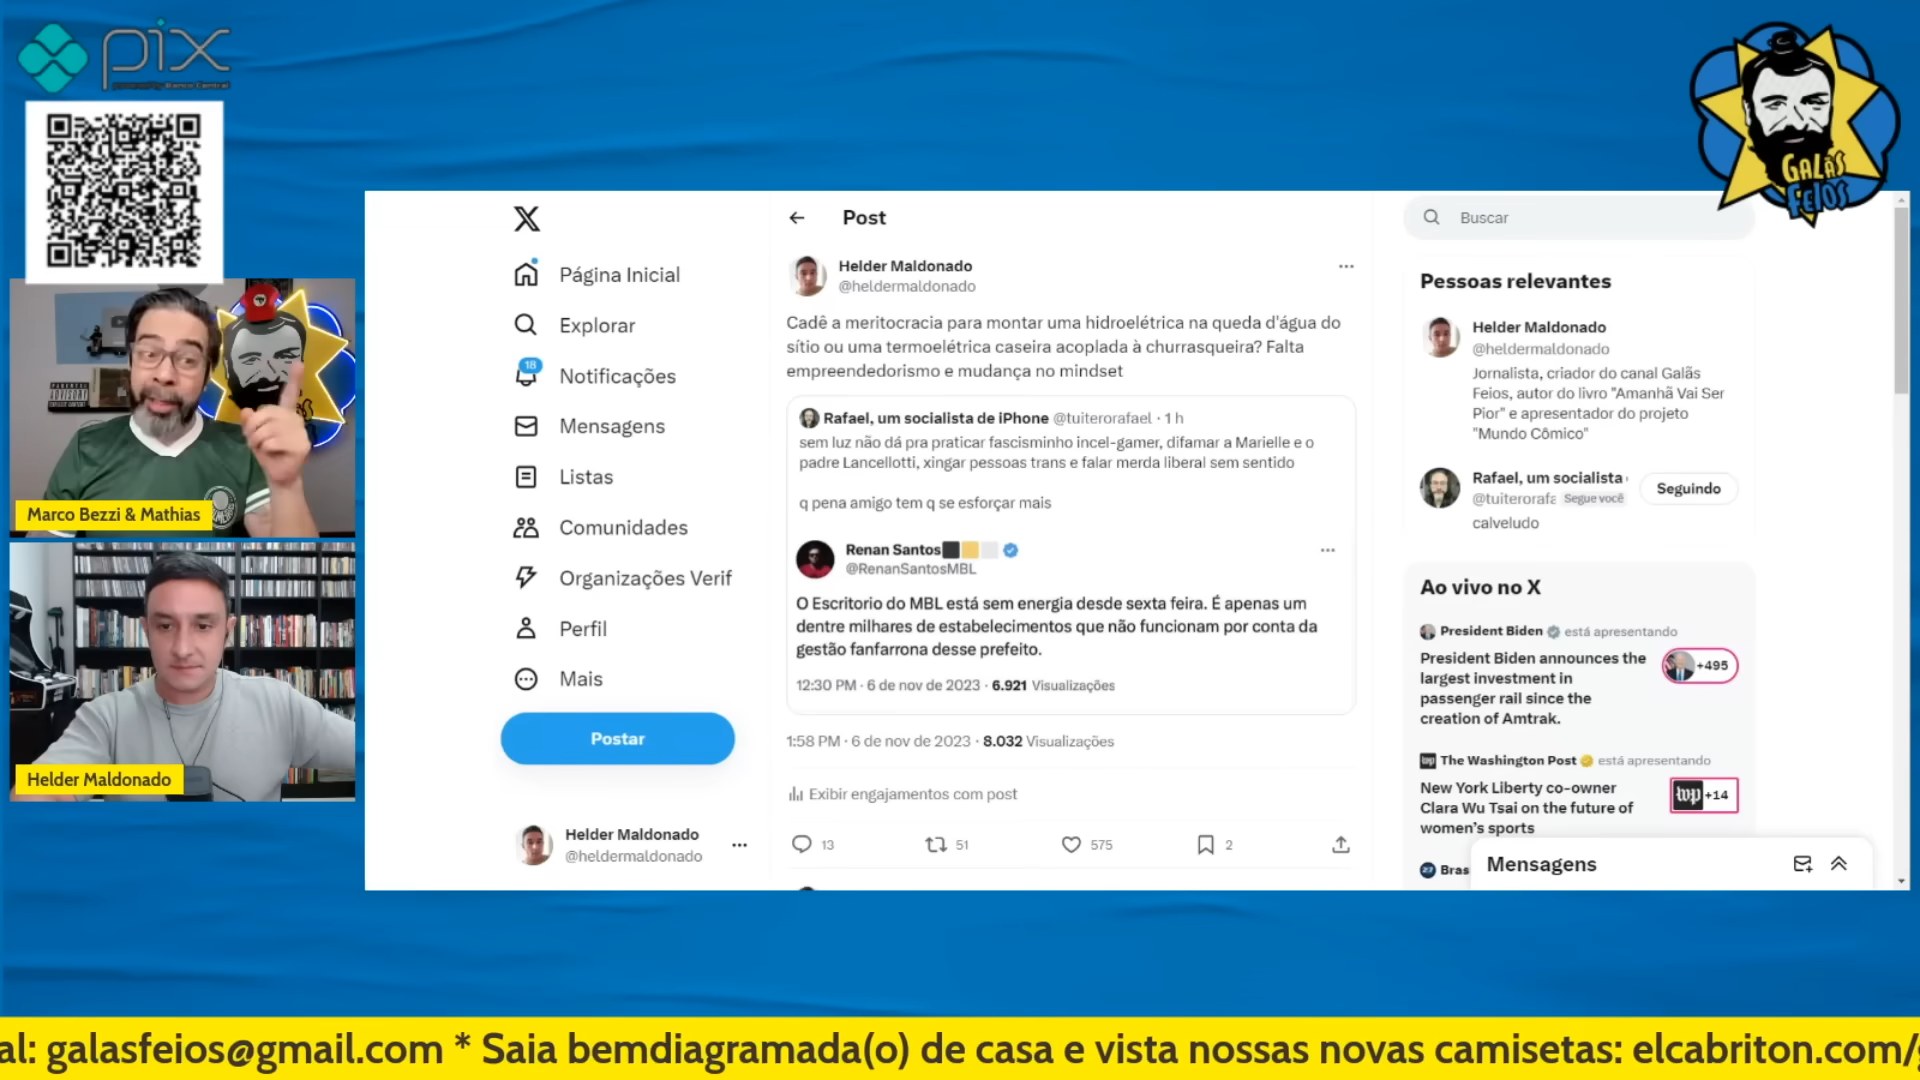 pix
powered by Banco Central
GALÃS
FEIOS
Marco Bezzi & Mathias
Helder Maldonado
Página Inicial
Explorar
18
Notificações
Mensagens
Listas
Comunidades
Organizações Verif
Perfil
Mais
Postar
Helder Maldonado
@heldermaldonado
Post
Helder Maldonado
@heldermaldonado
Cadê a meritocracia para montar uma hidroelétrica na queda d'água do
sítio ou uma termoelétrica caseira acoplada à churrasqueira? Falta
empreendedorismo e mudança no mindset
Rafael, um socialista de iPhone @tuiterorafael · 1 h
sem luz não dá pra praticar fascisminho incel-gamer, difamar a Marielle e o
padre Lancellotti, xingar pessoas trans e falar merda liberal sem sentido
q pena amigo tem q se esforçar mais
Renan Santos
@RenanSantosMBL
O Escritorio do MBL está sem energia desde sexta feira. É apenas um
dentre milhares de estabelecimentos que não funcionam por conta da
gestão fanfarrona desse prefeito.
12:30 PM · 6 de nov de 2023 · 6.921 Visualizações
1:58 PM · 6 de nov de 2023 · 8.032 Visualizações
Exibir engajamentos com post
13
51
575
2
Buscar
Pessoas relevantes
Helder Maldonado
@heldermaldonado
Jornalista, criador do canal Galãs
Feios, autor do livro "Amanhã Vai Ser
Pior" e apresentador do projeto
"Mundo Cômico"
Rafael, um socialista
@tuiterorafa Segue você
Seguindo
calveludo
Ao vivo no X
President Biden está apresentando
President Biden announces the
largest investment in
passenger rail since the
creation of Amtrak.
+495
The Washington Post está apresentando
New York Liberty co-owner
Clara Wu Tsai on the future of
women's sports
wp +14
Bras
Mensagens
al: galasfeios@gmail.com * Saia bemdiagramada(o) de casa e vista nossas novas camisetas: elcabriton.com/g